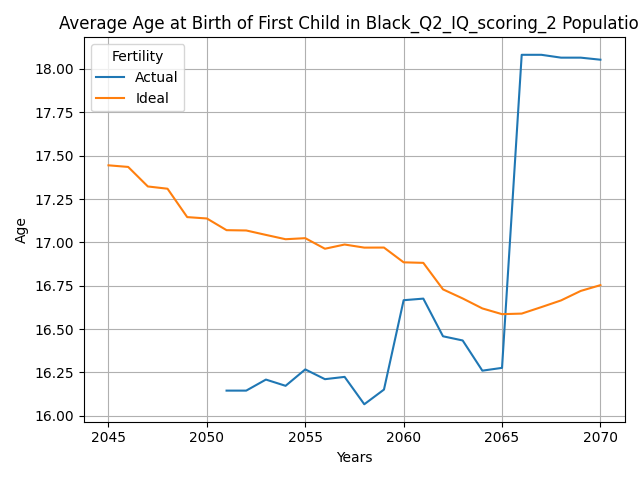 Average Age at Birth of First Child in Black_Q2_IQ_scoring_2 Populatio
Fertility
Actual
Ideal
18.00
17.75
17.50
17.25
17.00
16.75
16.50
16.25
16.00
Age
2045
2050
2055
2060
2065
2070
Years